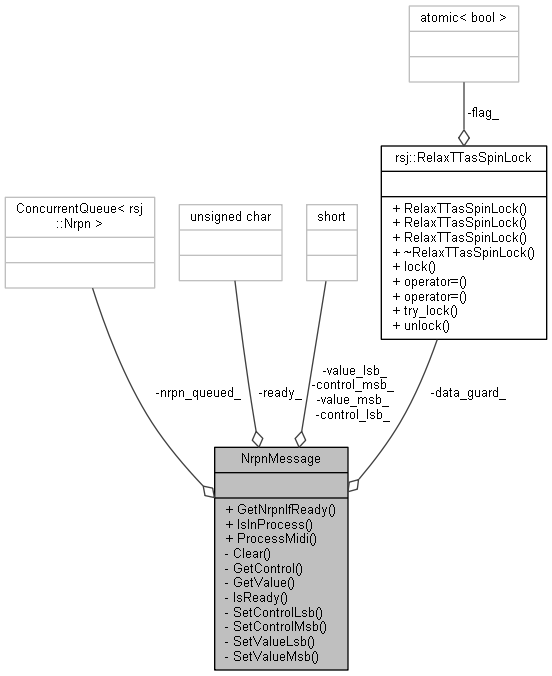 atomic< bool >
-flag_
rsj::RelaxTTasSpinLock
+ RelaxTTasSpinLock()
+ RelaxTTasSpinLock()
+ RelaxTTasSpinLock()
+ ~RelaxTTasSpinLock()
+ lock()
+ operator=()
+ operator=()
+ try_lock()
+ unlock()
ConcurrentQueue< rsj
::Nrpn >
unsigned char
short
-nrpn_queued_
-ready_
-value_lsb_
-control_msb_
-value_msb_
-control_lsb_
-data_guard_
NrpnMessage
+ GetNrpnIfReady()
+ IsInProcess()
+ ProcessMidi()
- Clear()
- GetControl()
- GetValue()
- IsReady()
- SetControlLsb()
- SetControlMsb()
- SetValueLsb()
- SetValueMsb()